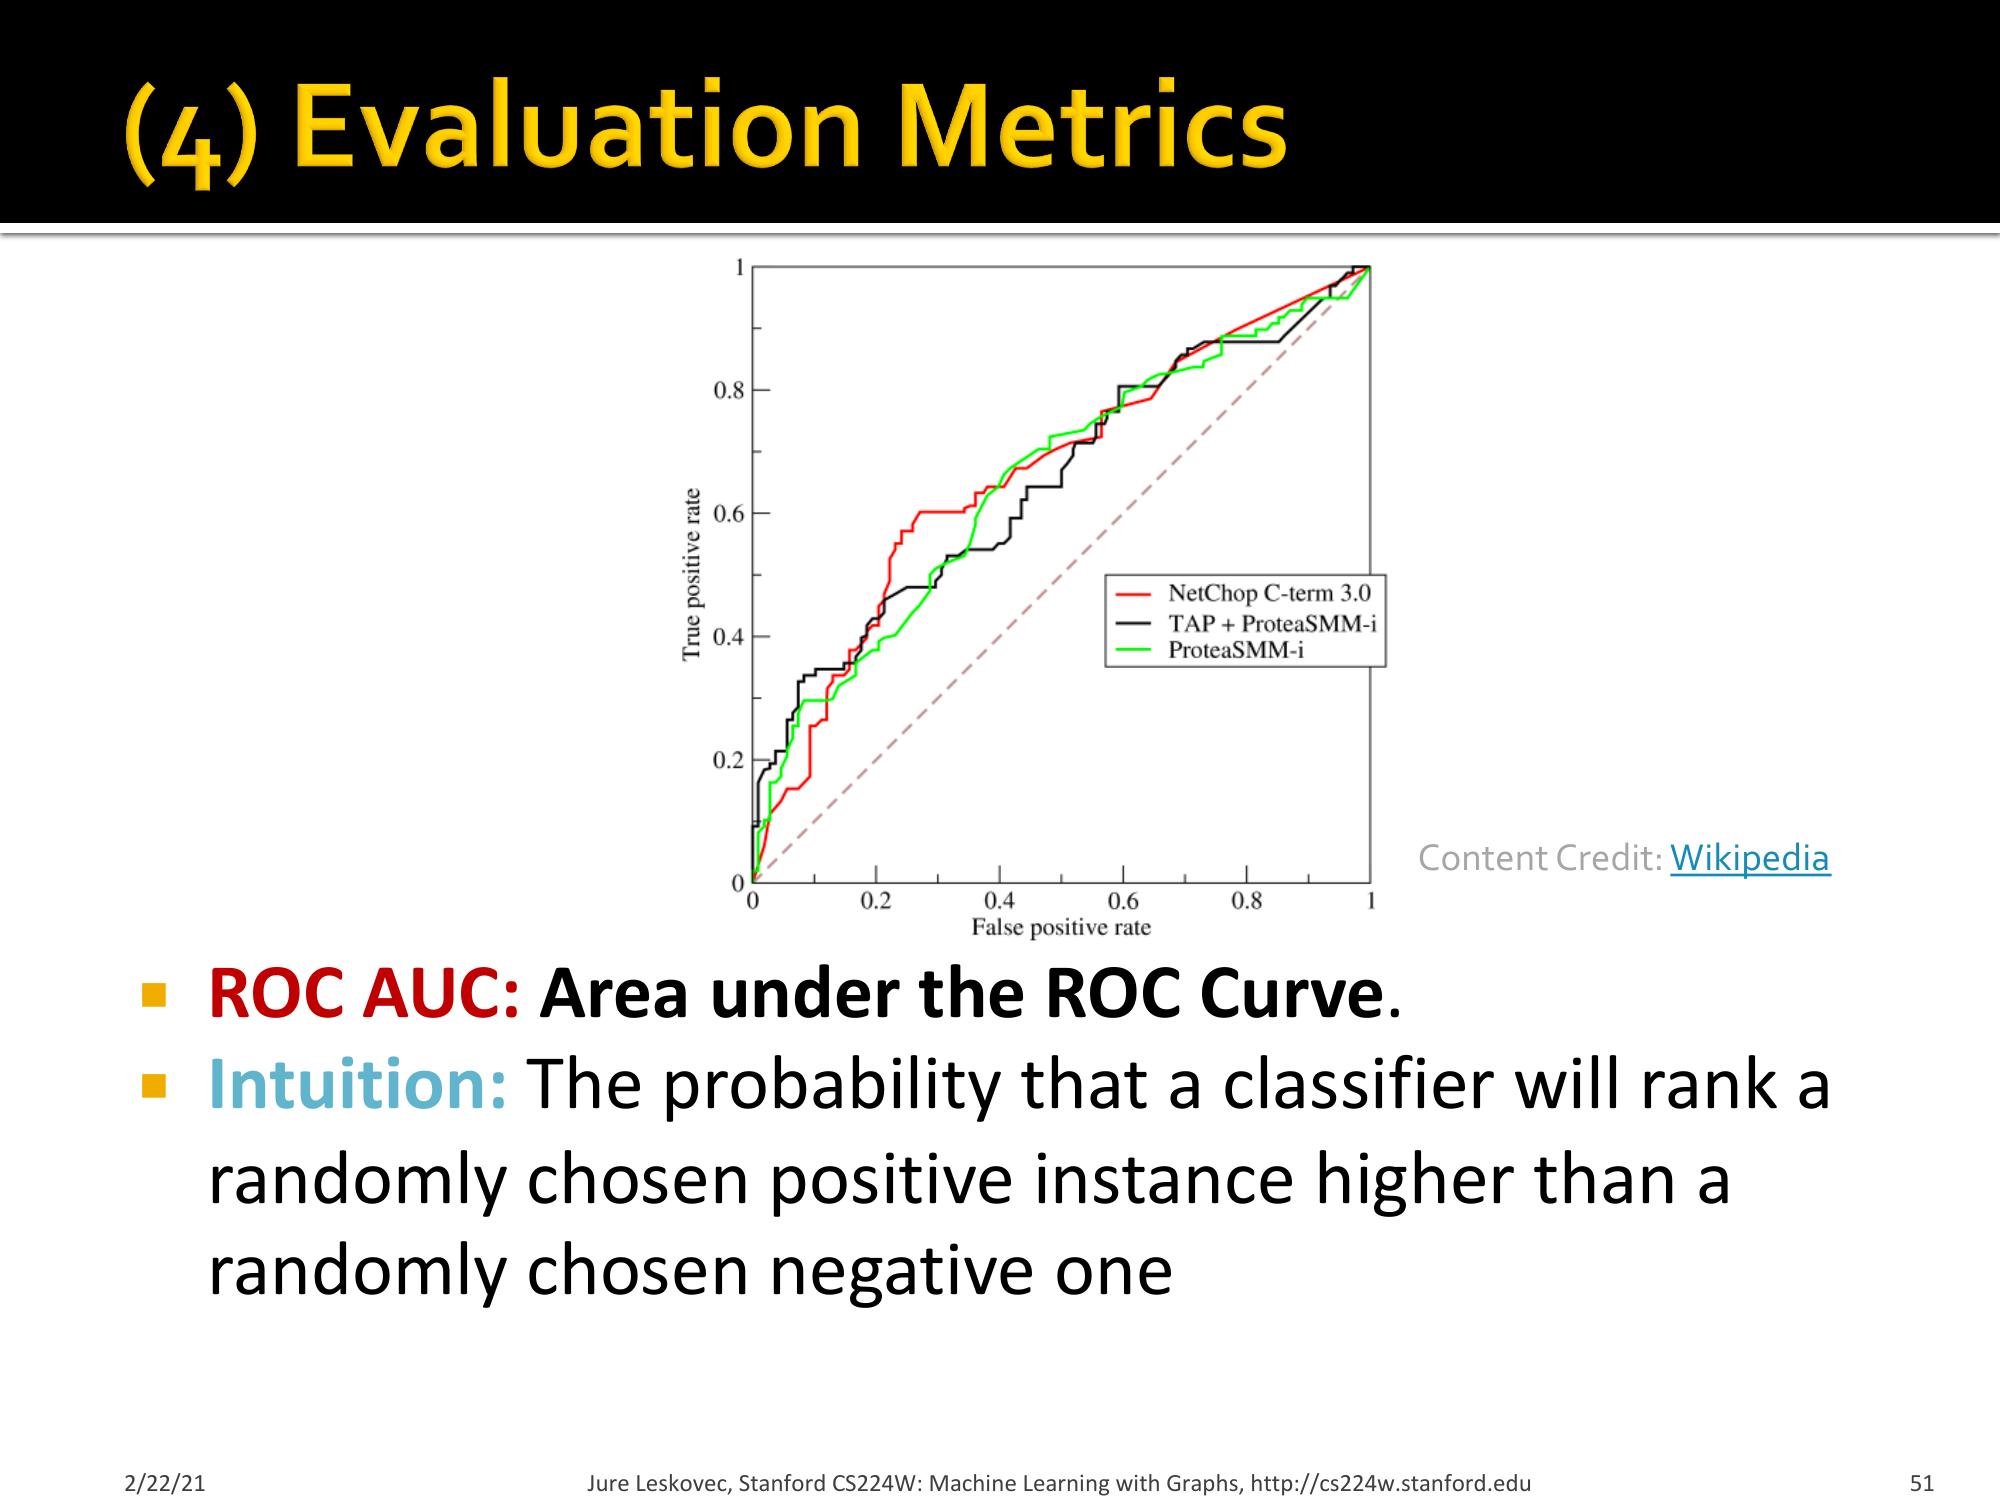 (4) Evaluation Metrics
1
0.8
0.6
0.4
0.2
0
True positive rate
0 0.2 0.4 0.6 0.8 1
False positive rate
NetChop C-term 3.0
TAP + ProteaSMM-i
ProteaSMM-i
Content Credit: Wikipedia
▪ ROC AUC: Area under the ROC Curve.
▪ Intuition: The probability that a classifier will rank a
randomly chosen positive instance higher than a
randomly chosen negative one
2/22/21 Jure Leskovec, Stanford CS224W: Machine Learning with Graphs, http://cs224w.stanford.edu 51